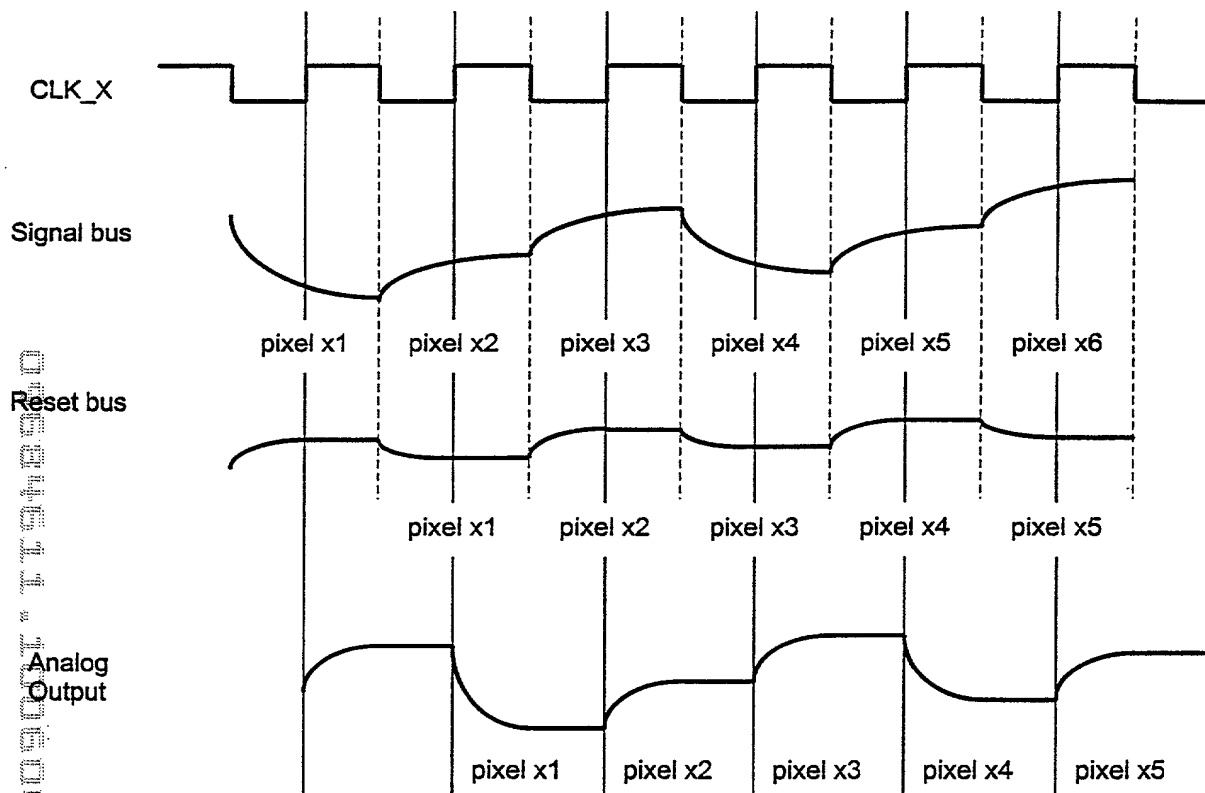 CLK_X
Signal bus
pixel x1 pixel x2 pixel x3 pixel x4 pixel x5 pixel x6
Reset bus
pixel x1 pixel x2 pixel x3 pixel x4 pixel x5
Analog
Output
pixel x1 pixel x2 pixel x3 pixel x4 pixel x5